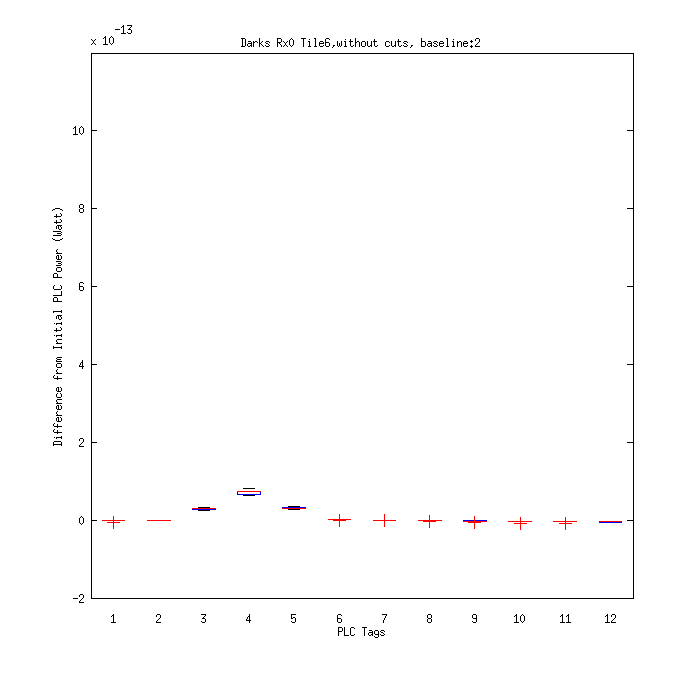 x 10 -13
Darks Rx0 Tile6,without cuts, baseline:2
Difference from Initial PLC Power (Watt)
10
8
6
4
2
0
-2
1 2 3 4 5 6 7 8 9 10 11 12
PLC Tags